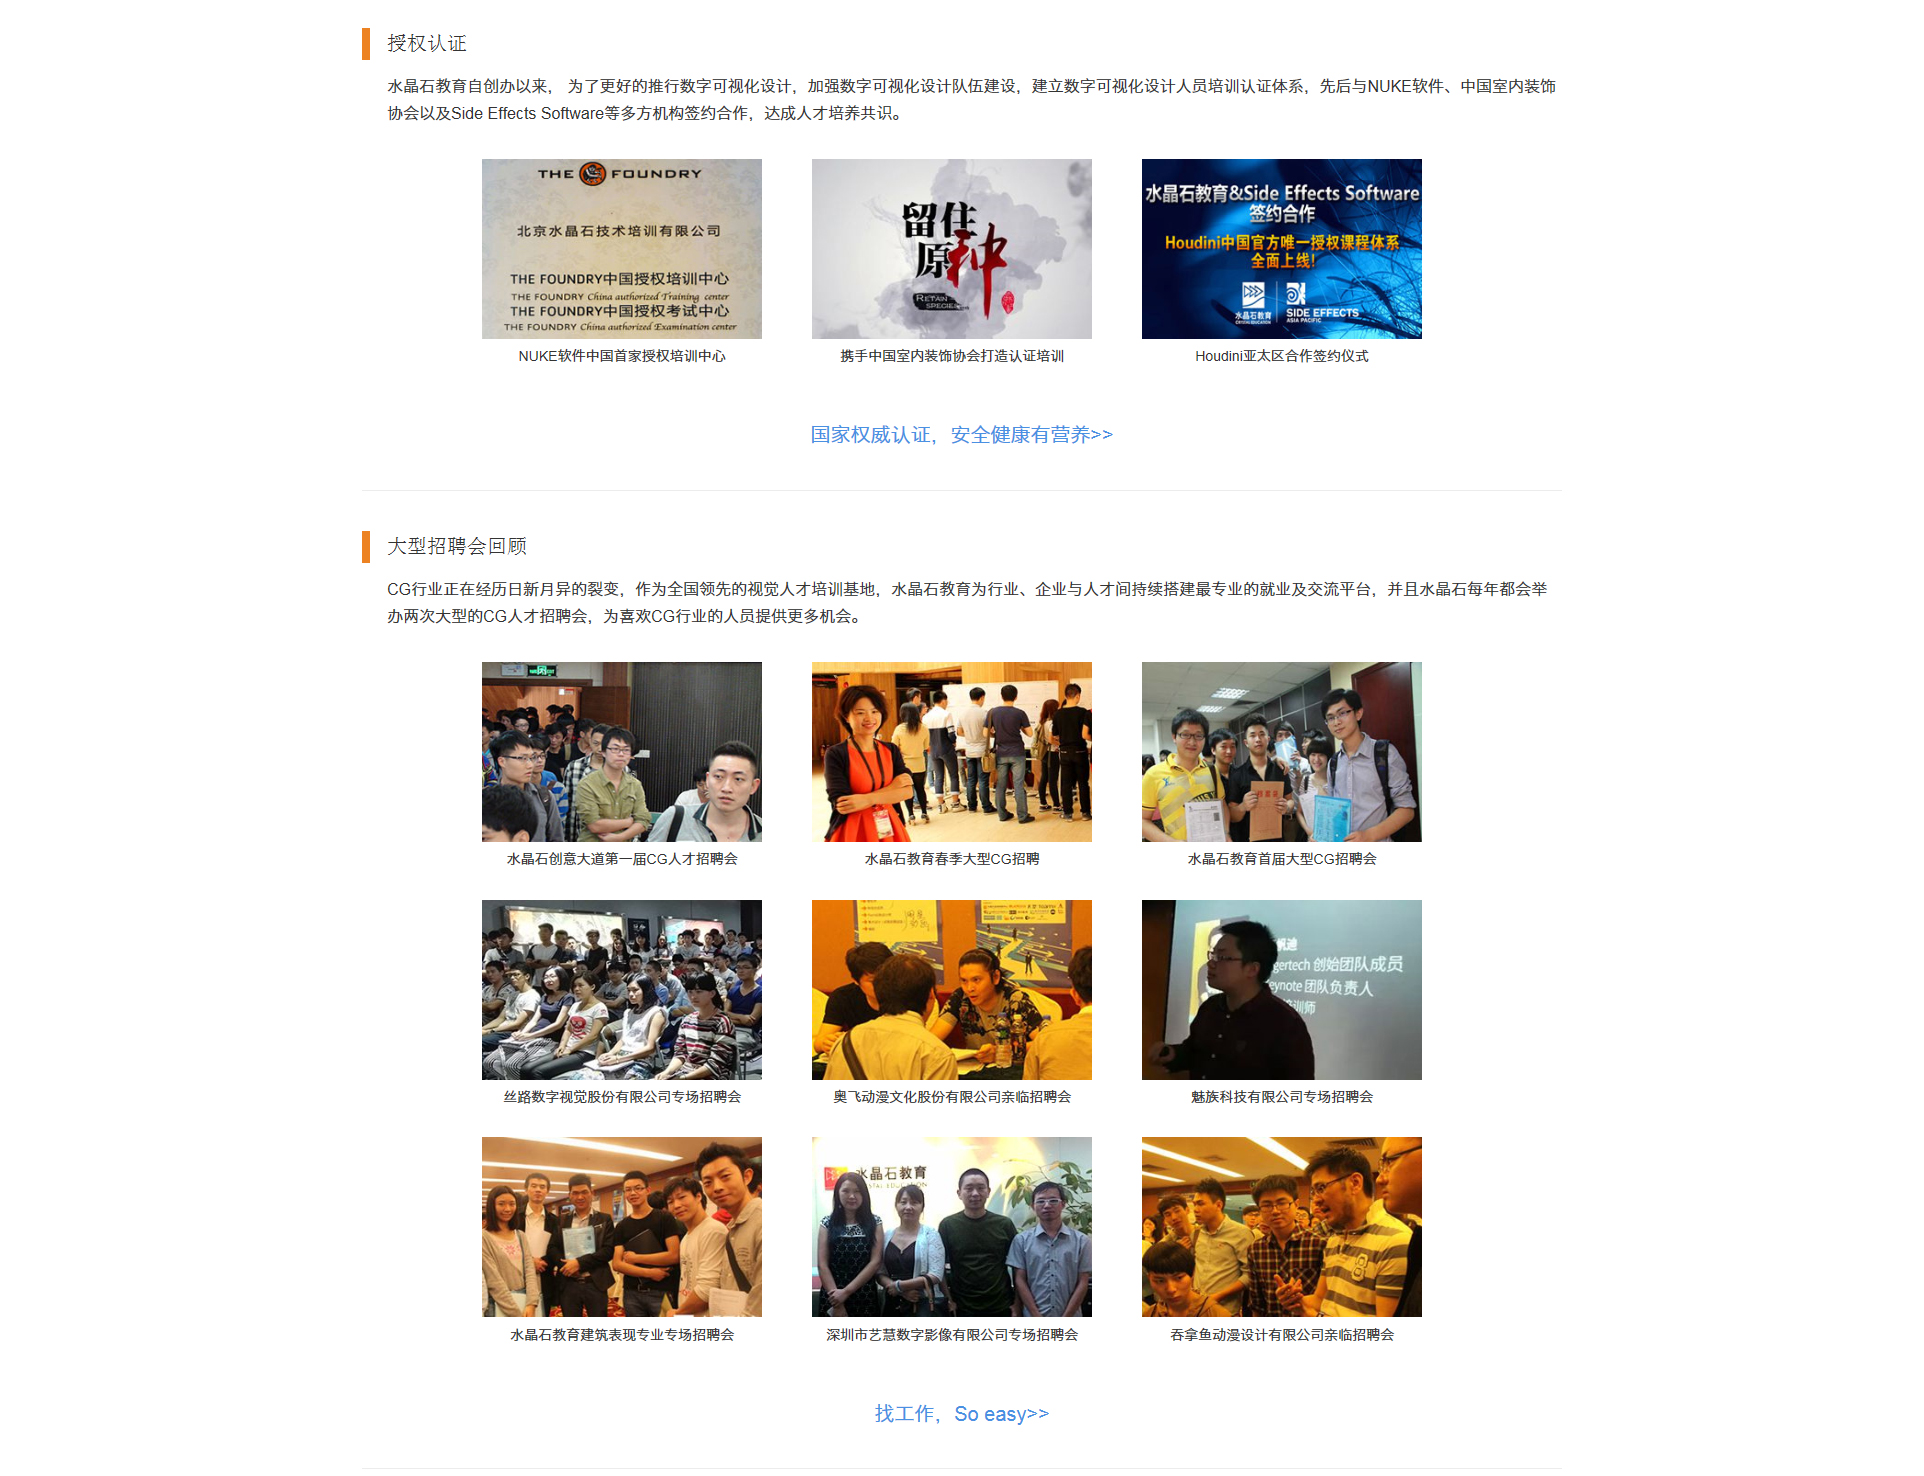 授权认证
水晶石教育自创办以来， 为了更好的推行数字可视化设计，加强数字可视化设计队伍建设，建立数字可视化设计人员培训认证体系，先后与NUKE软件、中国室内装饰
协会以及Side Effects Software等多方机构签约合作，达成人才培养共识。
THE FOUNDRY
北京水晶石技术培训有限公司
THE FOUNDRY中国授权培训中心
THE FOUNDRY China authorized Training center
THE FOUNDRY中国授权考试中心
THE FOUNDRY China authorized Examination center
留住
原种
RETAIN
SPECIES
水晶石教育&Side Effects Software
签约合作
Houdini中国官方唯一授权课程体系
全面上线!
水晶石教育
SIDE EFFECTS
ASIA PACIFIC
NUKE软件中国首家授权培训中心
携手中国室内装饰协会打造认证培训
Houdini亚太区合作签约仪式
国家权威认证，安全健康有营养>>
大型招聘会回顾
CG行业正在经历日新月异的裂变，作为全国领先的视觉人才培训基地，水晶石教育为行业、企业与人才间持续搭建最专业的就业及交流平台，并且水晶石每年都会举
办两次大型的CG人才招聘会，为喜欢CG行业的人员提供更多机会。
水晶石创意大道第一届CG人才招聘会
水晶石教育春季大型CG招聘
水晶石教育首届大型CG招聘会
帆迪
gertech 创始团队成员
eynote 团队负责人
培训师
丝路数字视觉股份有限公司专场招聘会
奥飞动漫文化股份有限公司亲临招聘会
魅族科技有限公司专场招聘会
水晶石教育
水晶石教育建筑表现专业专场招聘会
深圳市艺慧数字影像有限公司专场招聘会
吞拿鱼动漫设计有限公司亲临招聘会
找工作，So easy>>